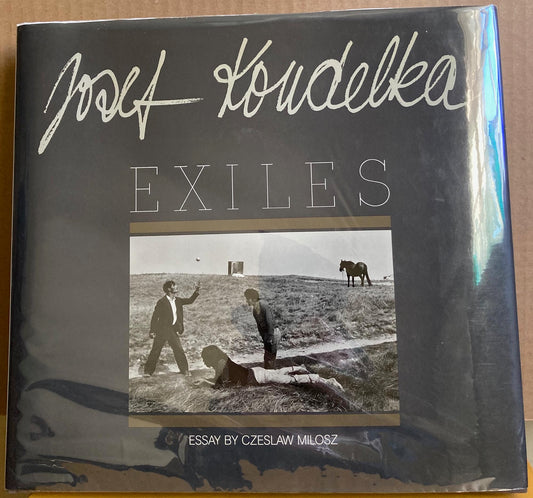 Josef Koudelka
EXILES
ESSAY BY CZESLAW MILOSZ